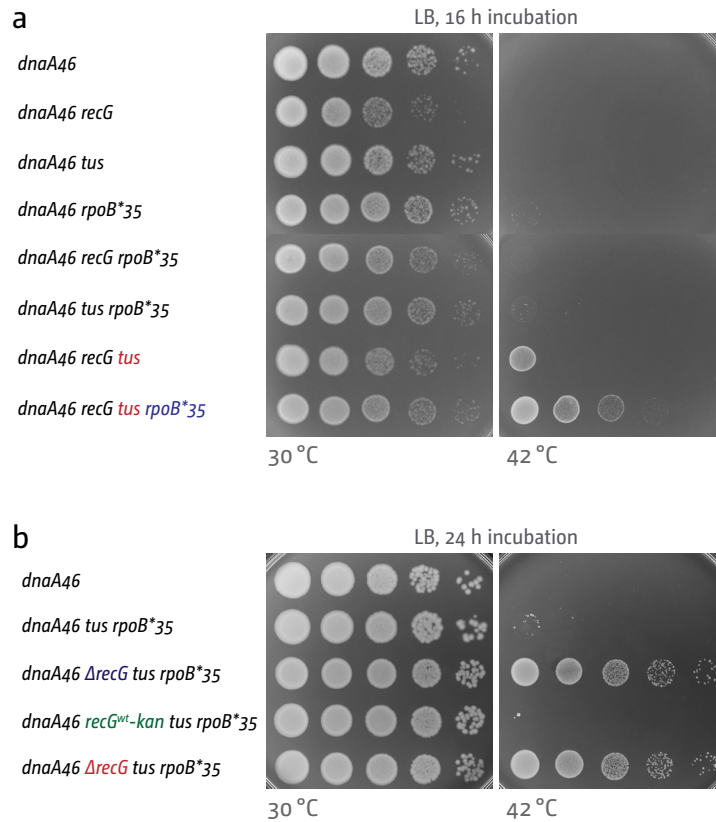 a
LB, 16 h incubation
dnaA46
dnaA46 recG
dnaA46 tus
dnaA46 rpoB*35
dnaA46 recG rpoB*35
dnaA46 tus rpoB*35
dnaA46 recG tus
dnaA46 recG tus rpoB*35
30 °C
42 °C
b
LB, 24 h incubation
dnaA46
dnaA46 tus rpoB*35
dnaA46 ΔrecG tus rpoB*35
dnaA46 recGwt-kan tus rpoB*35
dnaA46 ΔrecG tus rpoB*35
30 °C
42 °C